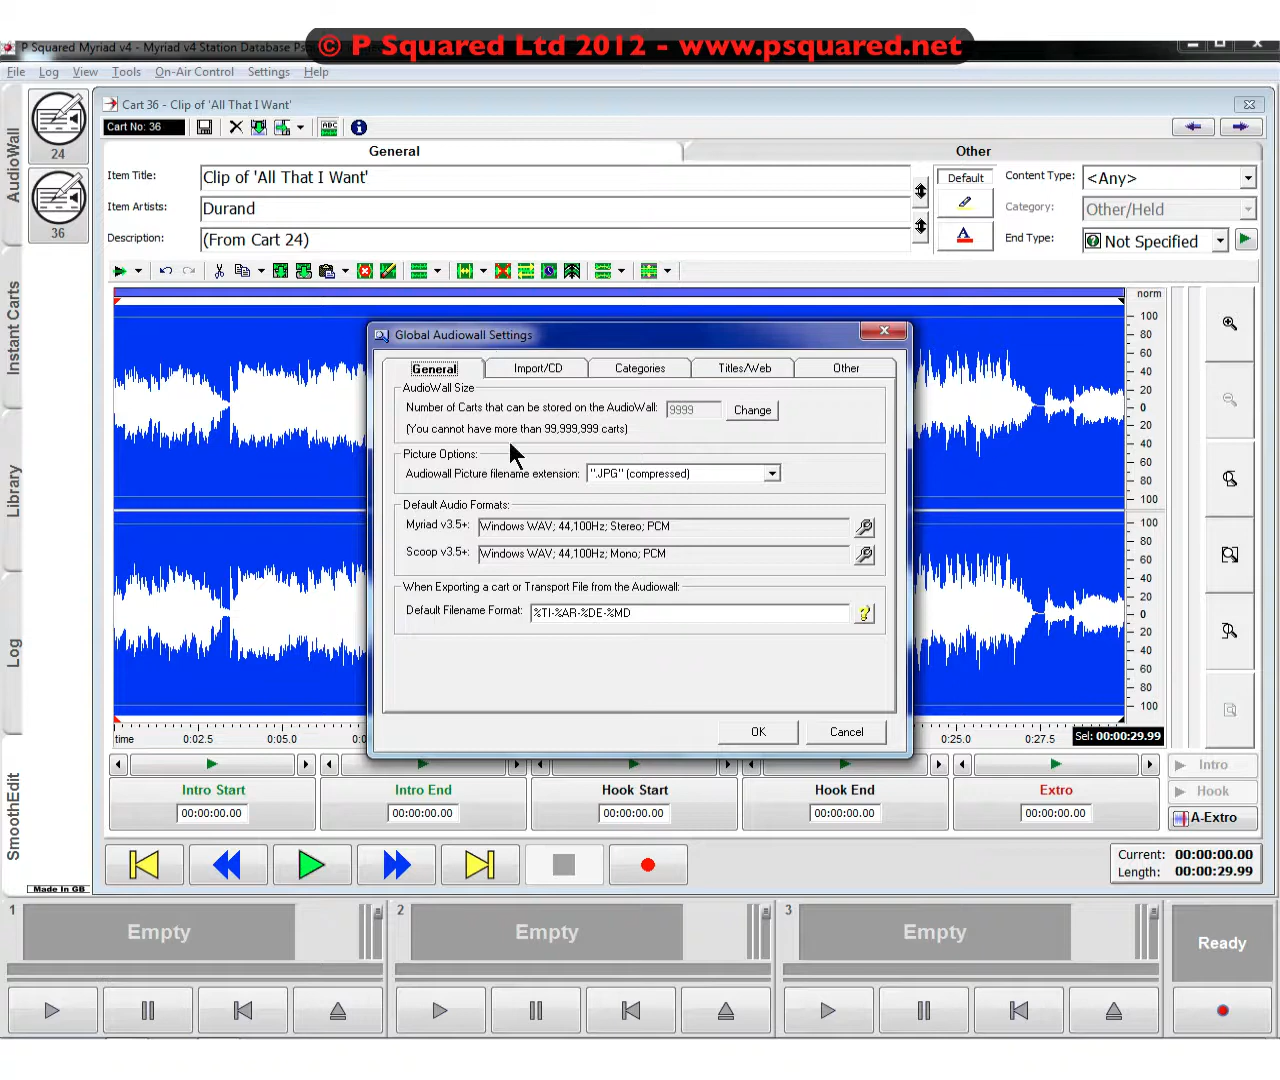 © P Squared Ltd 2012 - www.psquared.net
P Squared Myriad v4 - Myriad v4 Station Database
File Log View Tools On-Air Control Settings Help
AudioWall
Instant Carts
Library
Log
SmoothEdit
24
36
Made In GB
Cart 36 - Clip of 'All That I Want'
Cart No: 36
ABC
General Other
Item Title: Clip of 'All That I Want'
Item Artists: Durand
Description: (From Cart 24)
Default
Content Type: <Any>
Category: Other/Held
End Type: Not Specified
norm
100
80
60
40
20
0
20
40
60
80
100
100
80
60
40
20
0
20
40
60
80
100
Global Audiowall Settings
General Import/CD Categories Titles/Web Other
AudioWall Size
Number of Carts that can be stored on the AudioWall: 9999 Change
(You cannot have more than 99,999,999 carts)
Picture Options:
Audiowall Picture filename extension: ".JPG" (compressed)
Default Audio Formats:
Myriad v3.5+: Windows WAV; 44,100Hz; Stereo; PCM
Scoop v3.5+: Windows WAV; 44,100Hz; Mono; PCM
When Exporting a cart or Transport File from the Audiowall:
Default Filename Format: %TI-%AR-%DE-%MD
OK Cancel
time 0:02.5 0:05.0 0:25.0 0:27.5 Sel: 00:00:29.99
Intro Start Intro End Hook Start Hook End Extro
00:00:00.00 00:00:00.00 00:00:00.00 00:00:00.00 00:00:00.00
Intro
Hook
A-Extro
Current: 00:00:00.00
Length: 00:00:29.99
1 Empty 2 Empty 3 Empty
Ready